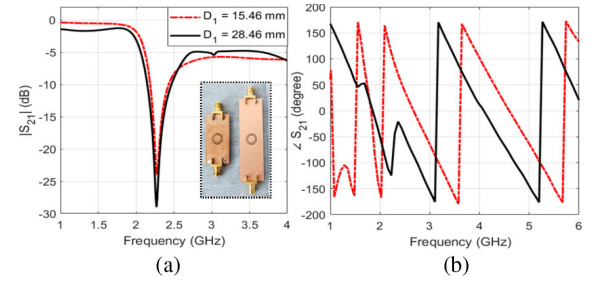 (a)
0
-5
-10
-15
-20
-25
-30
|S21| (dB)
D1 = 15.46 mm
D1 = 28.46 mm
1 1.5 2 2.5 3 3.5 4
Frequency (GHz)
(a)
(b)
200
150
100
50
0
-50
-100
-150
-200
∠ S21 (degree)
1 2 3 4 5 6
Frequency (GHz)
(b)